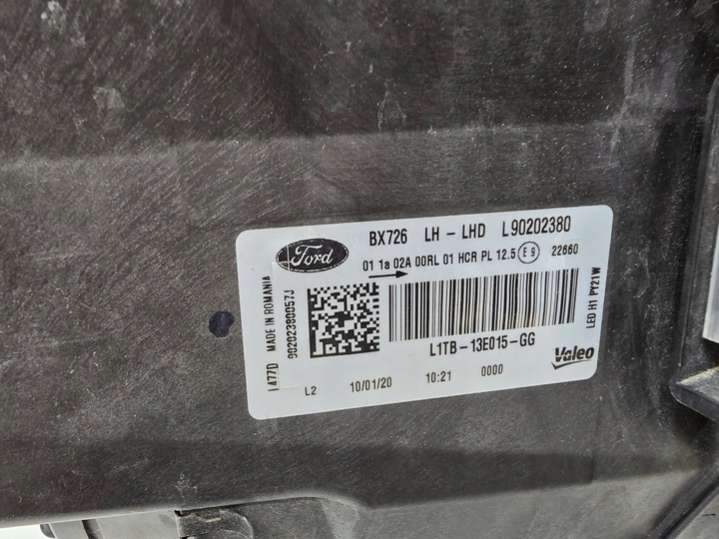 Ford
BX726 LH - LHD L90202380
01 1a 02A 00RL 01 HCR PL 12.5 E9 22660
L1TB-13E015-GG
L2 10/01/20 10:21 0000
Valeo
L477D MADE IN ROMANIA
90202380057J
LED H1 PY21W